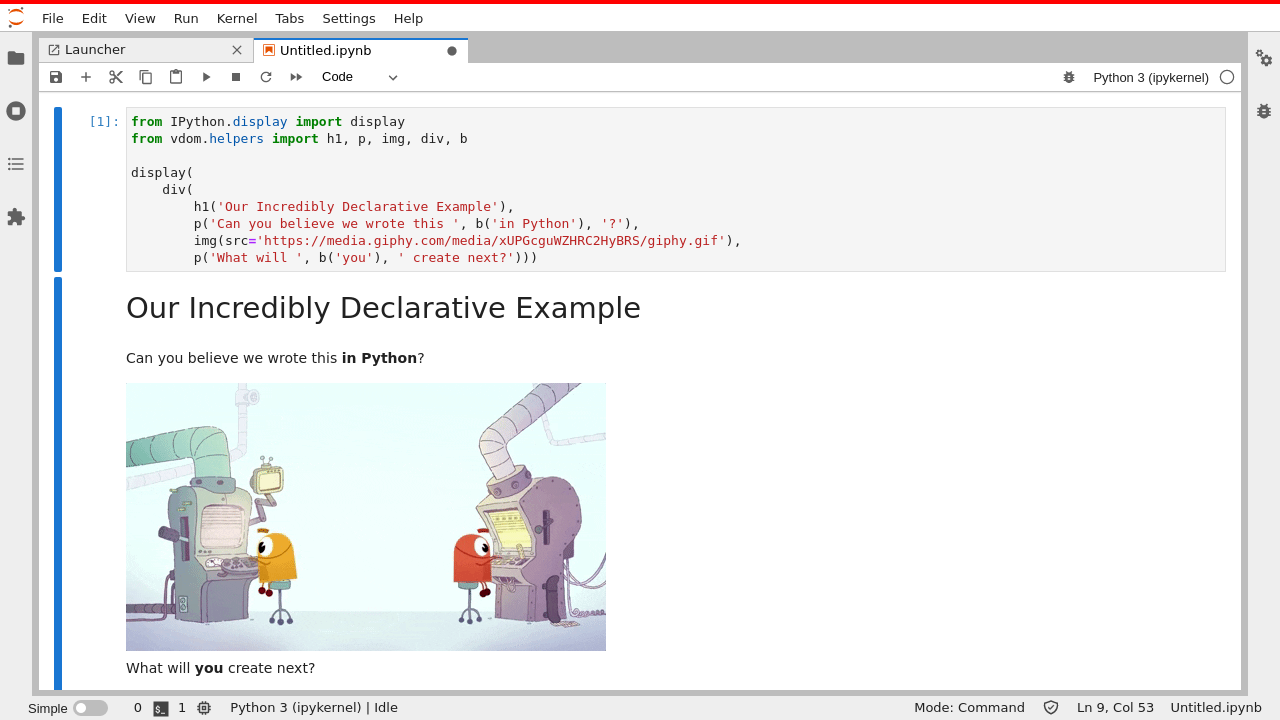 File Edit View Run Kernel Tabs Settings Help
Launcher Untitled.ipynb
Code Python 3 (ipykernel)
[1]: from IPython.display import display
from vdom.helpers import h1, p, img, div, b
display(
div(
h1('Our Incredibly Declarative Example'),
p('Can you believe we wrote this ', b('in Python'), '?'),
img(src='https://media.giphy.com/media/xUPGcguWZHRC2HyBRS/giphy.gif'),
p('What will ', b('you'), ' create next?')))
Our Incredibly Declarative Example
Can you believe we wrote this in Python?
What will you create next?
Simple 0 $_ 1 Python 3 (ipykernel) | Idle Mode: Command Ln 9, Col 53 Untitled.ipynb